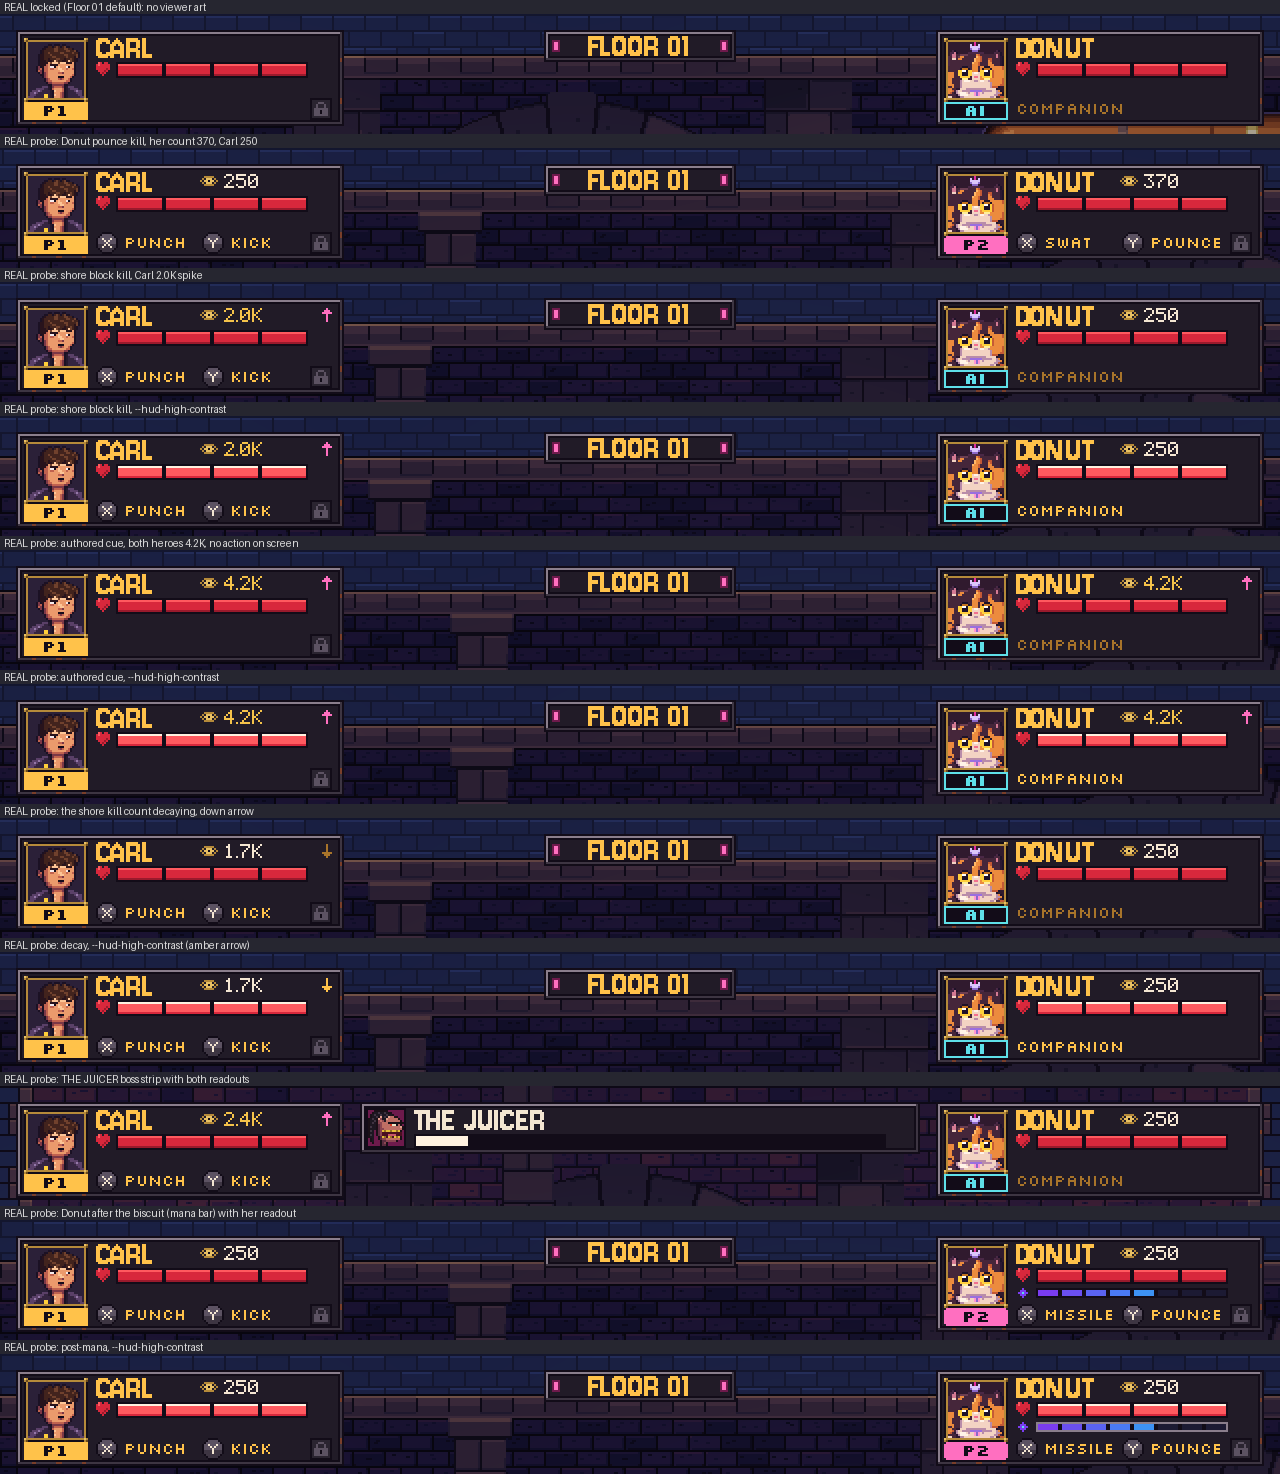 REAL locked (Floor 01 default): no viewer art
CARL
P1
FLOOR 01
DONUT
AI
COMPANION
REAL probe: Donut pounce kill, her count 370, Carl 250
CARL 250
P1
X PUNCH Y KICK
FLOOR 01
DONUT 370
P2
X SWAT Y POUNCE
REAL probe: shore block kill, Carl 2.0K spike
CARL 2.0K
P1
X PUNCH Y KICK
FLOOR 01
DONUT 250
AI
COMPANION
REAL probe: shore block kill, --hud-high-contrast
CARL 2.0K
P1
X PUNCH Y KICK
FLOOR 01
DONUT 250
AI
COMPANION
REAL probe: authored cue, both heroes 4.2K, no action on screen
CARL 4.2K
P1
FLOOR 01
DONUT 4.2K
AI
COMPANION
REAL probe: authored cue, --hud-high-contrast
CARL 4.2K
P1
FLOOR 01
DONUT 4.2K
AI
COMPANION
REAL probe: the shore kill count decaying, down arrow
CARL 1.7K
P1
X PUNCH Y KICK
FLOOR 01
DONUT 250
AI
COMPANION
REAL probe: decay, --hud-high-contrast (amber arrow)
CARL 1.7K
P1
X PUNCH Y KICK
FLOOR 01
DONUT 250
AI
COMPANION
REAL probe: THE JUICER boss strip with both readouts
CARL 2.4K
P1
X PUNCH Y KICK
THE JUICER
DONUT 250
AI
COMPANION
REAL probe: Donut after the biscuit (mana bar) with her readout
CARL 250
P1
X PUNCH Y KICK
FLOOR 01
DONUT 250
P2
X MISSILE Y POUNCE
REAL probe: post-mana, --hud-high-contrast
CARL 250
P1
X PUNCH Y KICK
FLOOR 01
DONUT 250
P2
X MISSILE Y POUNCE